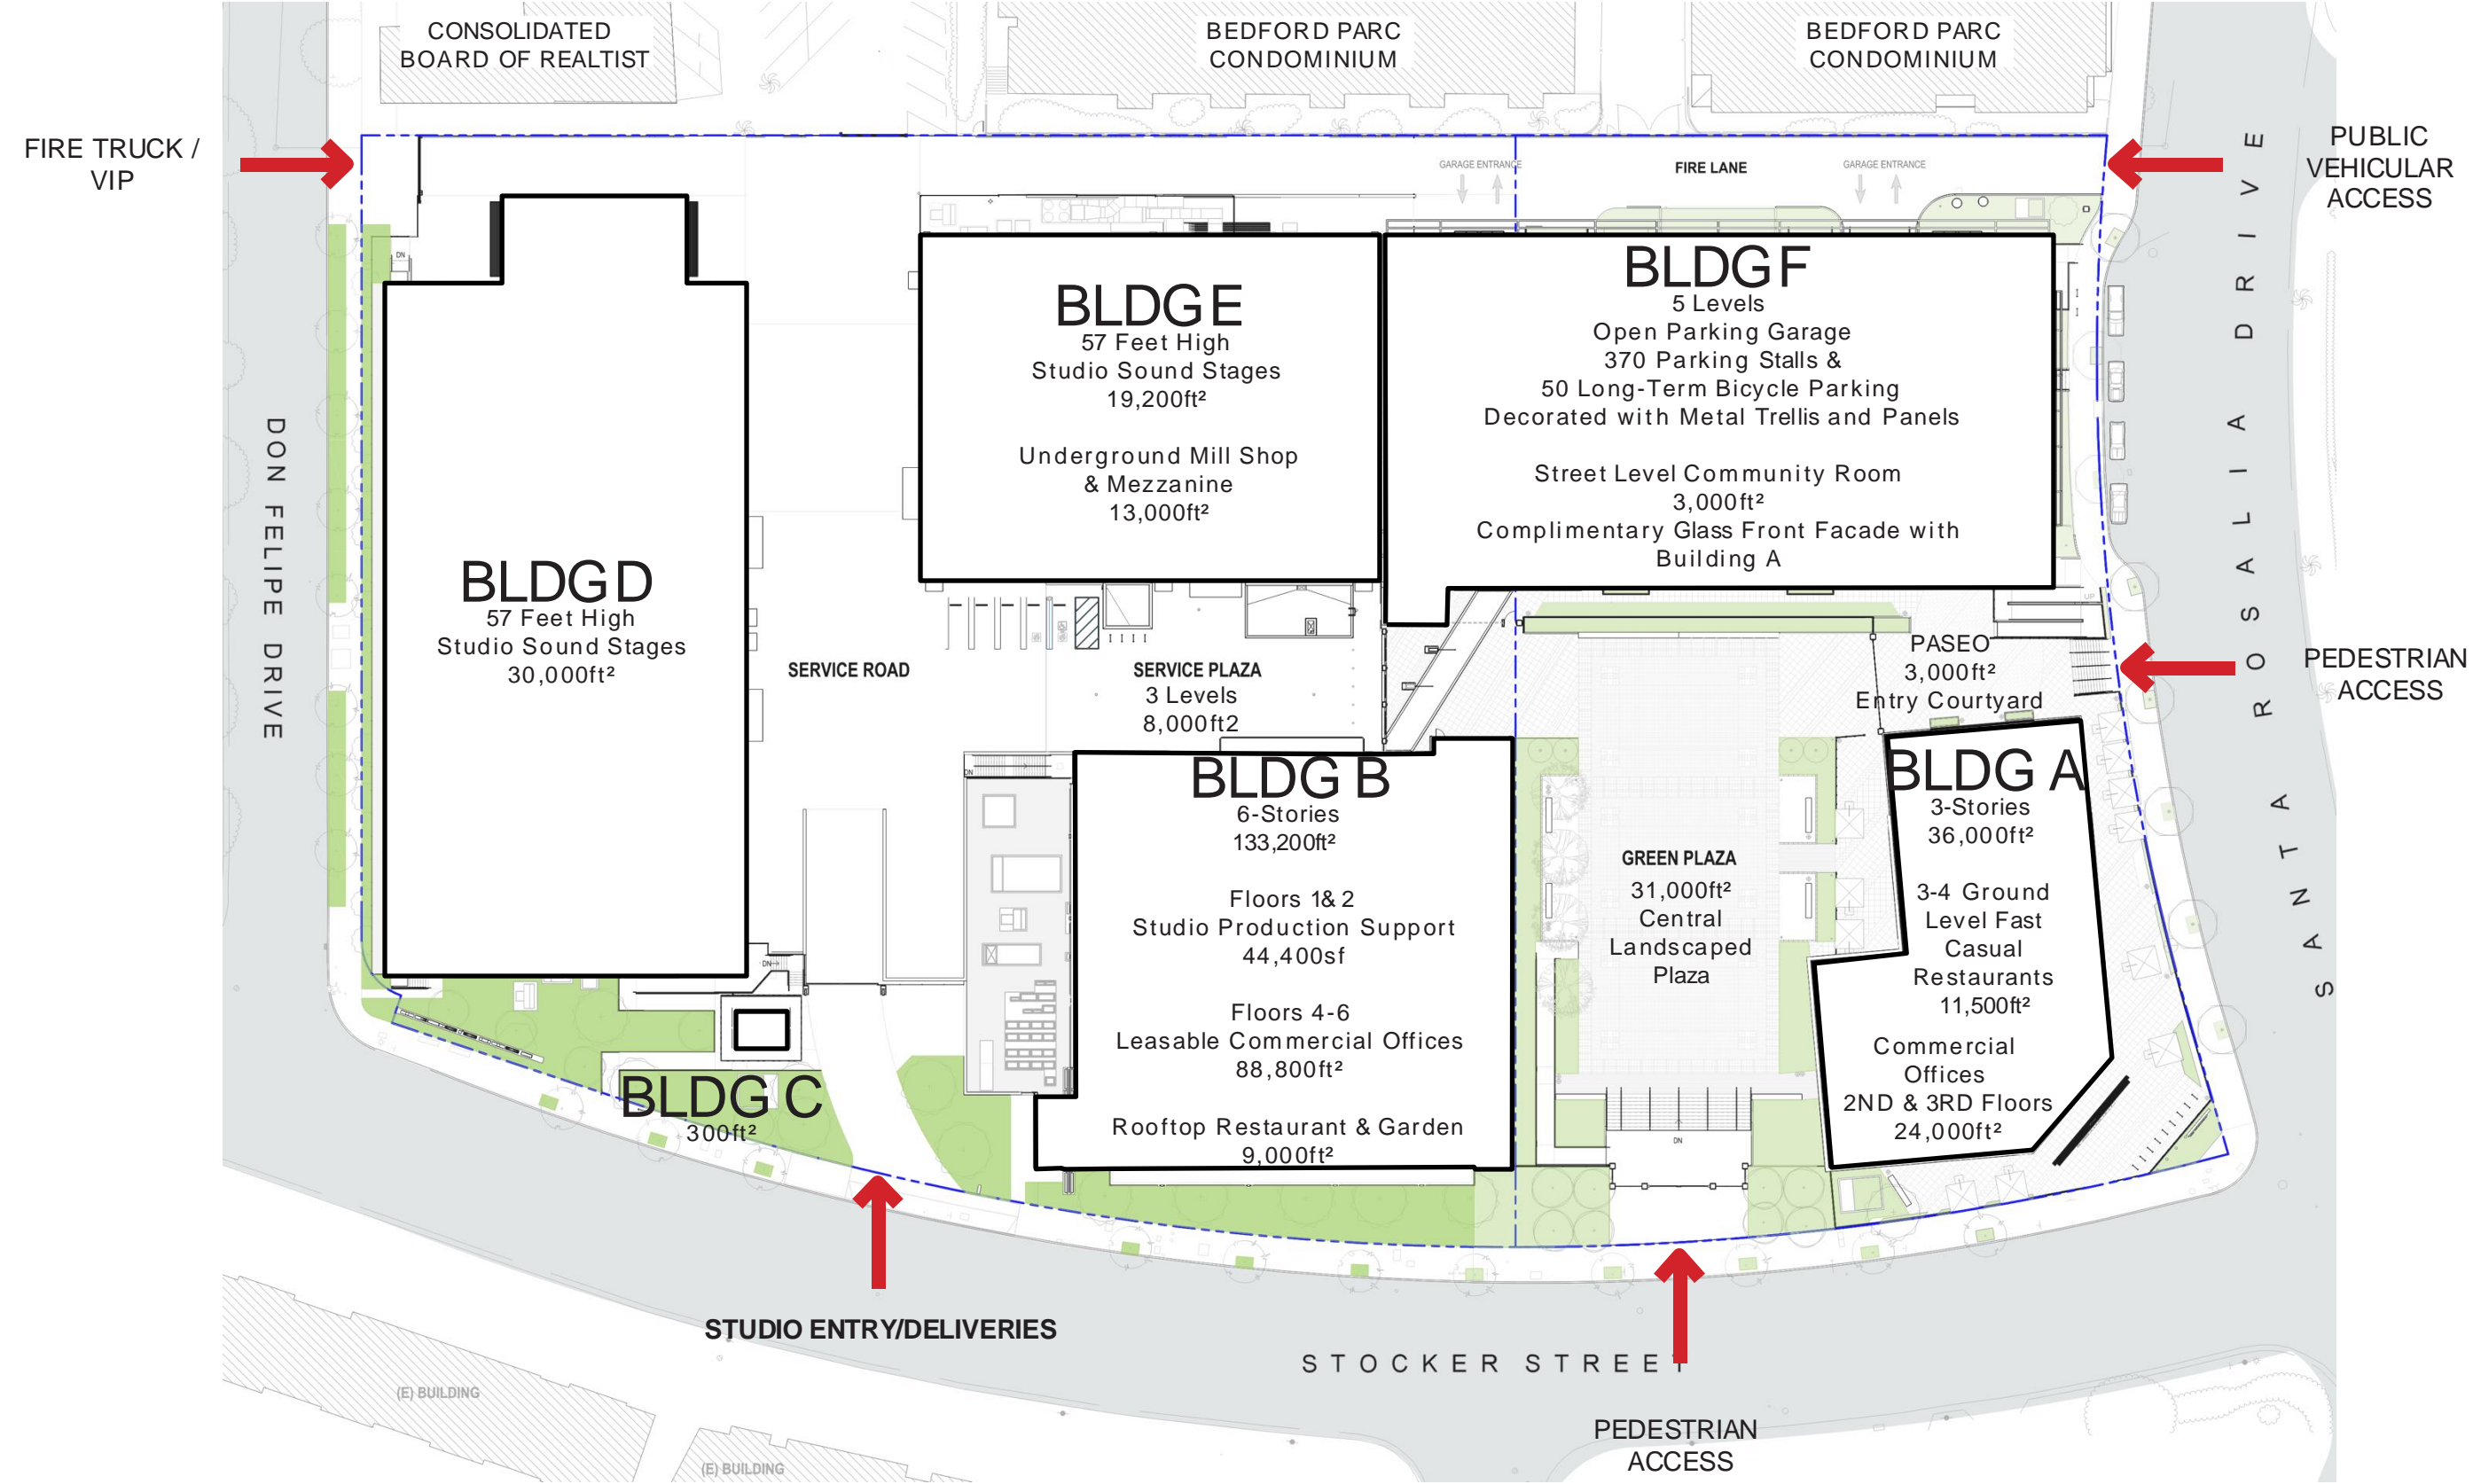 CONSOLIDATED
BOARD OF REALTIST
BEDFORD PARC
CONDOMINIUM
BEDFORD PARC
CONDOMINIUM
FIRE TRUCK /
VIP
PUBLIC
VEHICULAR
ACCESS
GARAGE ENTRANCE
FIRE LANE
GARAGE ENTRANCE
DN
BLDG E
57 Feet High
Studio Sound Stages
19,200ft²
Underground Mill Shop
& Mezzanine
13,000ft²
BLDG F
5 Levels
Open Parking Garage
370 Parking Stalls &
50 Long-Term Bicycle Parking
Decorated with Metal Trellis and Panels
Street Level Community Room
3,000ft²
Complimentary Glass Front Facade with
Building A
DON FELIPE DRIVE
SANTA ROSALIA DRIVE
BLDG D
57 Feet High
Studio Sound Stages
30,000ft²
SERVICE ROAD
SERVICE PLAZA
3 Levels
8,000ft2
UP
PASEO
3,000ft²
Entry Courtyard
PEDESTRIAN
ACCESS
DN
BLDG B
6-Stories
133,200ft²
Floors 1& 2
Studio Production Support
44,400sf
Floors 4-6
Leasable Commercial Offices
88,800ft²
Rooftop Restaurant & Garden
9,000ft²
GREEN PLAZA
31,000ft²
Central
Landscaped
Plaza
DN
BLDG A
3-Stories
36,000ft²
3-4 Ground
Level Fast
Casual
Restaurants
11,500ft²
Commercial
Offices
2ND & 3RD Floors
24,000ft²
DN
BLDG C
300ft²
STUDIO ENTRY/DELIVERIES
STOCKER STREET
PEDESTRIAN
ACCESS
(E) BUILDING
(E) BUILDING